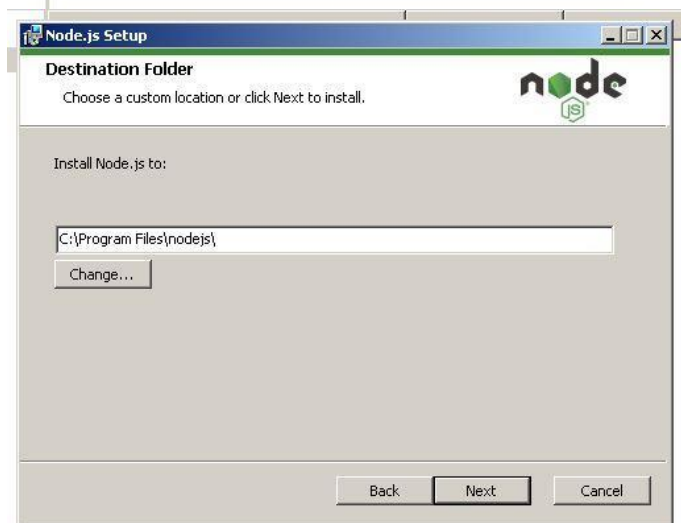 Node.js Setup
Destination Folder
Choose a custom location or click Next to install.
node
JS
Install Node.js to:
C:\Program Files\nodejs\
Change...
Back
Next
Cancel